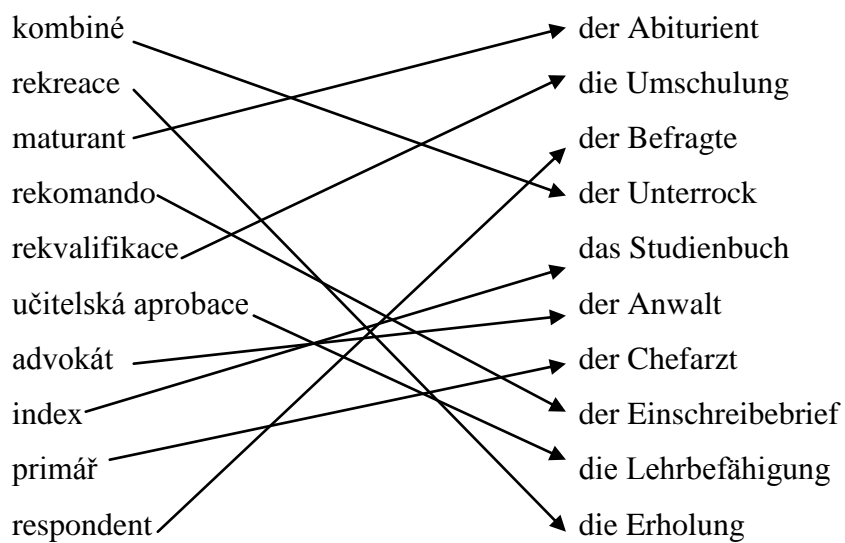 kombiné der Abiturient
rekreace die Umschulung
maturant der Befragte
rekomando der Unterrock
rekvalifikace das Studienbuch
učitelská aprobace der Anwalt
advokát der Chefarzt
index der Einschreibebrief
primář die Lehrbefähigung
respondent die Erholung